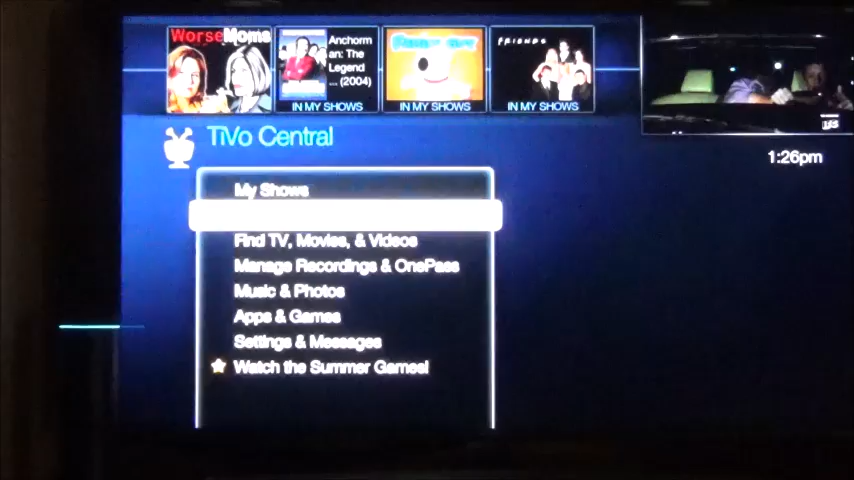 WorseMoms
Anchorm
an: The
Legend
... (2004)
IN MY SHOWS
IN MY SHOWS
FRIENDS
IN MY SHOWS
TiVo Central
1:26pm
My Shows
Find TV, Movies, & Videos
Manage Recordings & OnePass
Music & Photos
Apps & Games
Settings & Messages
Watch the Summer Games!